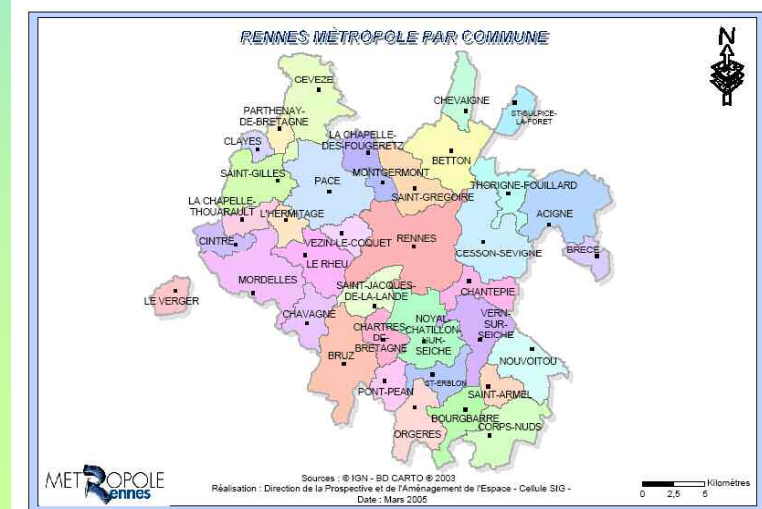 RENNES MÉTROPOLE PAR COMMUNE
N
GEVEZE
CHEVAIGNE
PARTHENAY-
DE-BRETAGNE
ST-SULPICE-
LA-FORET
CLAYES
LA CHAPELLE-
DES-FOUGERETZ
BETTON
SAINT-GILLES
PACE
MONTGERMONT
SAINT-GREGOIRE
THORIGNE-FOUILLARD
LA CHAPELLE-
THOUARAULT
L'HERMITAGE
ACIGNE
CINTRE
VEZIN-LE-COQUET
RENNES
CESSON-SEVIGNE
BRECE
LE RHEU
MORDELLES
SAINT-JACQUES-
DE-LA-LANDE
CHANTEPIE
LE VERGER
CHAVAGNE
CHARTRES-
DE-
BRETAGNE
NOYAL
CHATILLON-
SUR-
SEICHE
VERN-
SUR-
SEICHE
BRUZ
NOUVOITOU
PONT-PEAN
ST-ERBLON
SAINT-ARMEL
ORGERES
BOURGBARRE
CORPS-NUDS
METROPOLE
Rennes
Sources : © IGN - BD CARTO ® 2003
Réalisation : Direction de la Prospective et de l'Aménagement de l'Espace - Cellule SIG -
Date : Mars 2005
Kilomètres
0 2,5 5